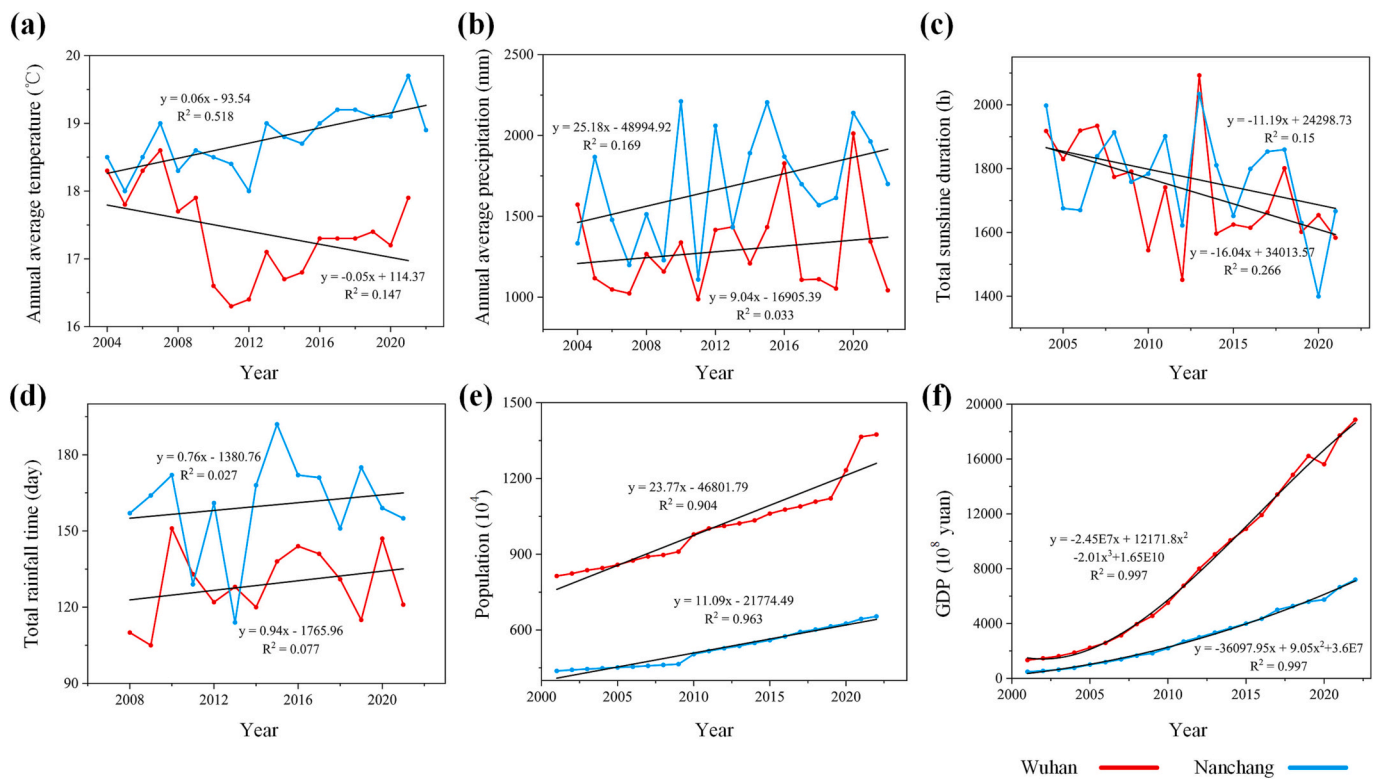 (a)
Annual average temperature (℃)
19
18
17
16
20
2004
2008
2012
2016
2020
Year
y = 0.06x - 93.54
R² = 0.518
y = -0.05x + 114.37
R² = 0.147
(b)
Annual average precipitation (mm)
2500
2000
1500
1000
2004
2008
2012
2016
2020
Year
y = 25.18x - 48994.92
R² = 0.169
y = 9.04x - 16905.39
R² = 0.033
(c)
Total sunshine duration (h)
2000
1800
1600
1400
2005
2010
2015
2020
Year
y = -11.19x + 24298.73
R² = 0.15
y = -16.04x + 34013.57
R² = 0.266
(d)
Total rainfall time (day)
180
150
120
90
2008
2012
2016
2020
Year
y = 0.76x - 1380.76
R² = 0.027
y = 0.94x - 1765.96
R² = 0.077
(e)
Population (10⁴)
1500
1200
900
600
2000
2005
2010
2015
2020
Year
y = 23.77x - 46801.79
R² = 0.904
y = 11.09x - 21774.49
R² = 0.963
(f)
GDP (10⁸ yuan)
20000
16000
12000
8000
4000
0
2000
2005
2010
2015
2020
Year
y = -2.45E7x + 12171.8x²
-2.01x³+1.65E10
R² = 0.997
y = -36097.95x + 9.05x²+3.6E7
R² = 0.997
Wuhan
Nanchang